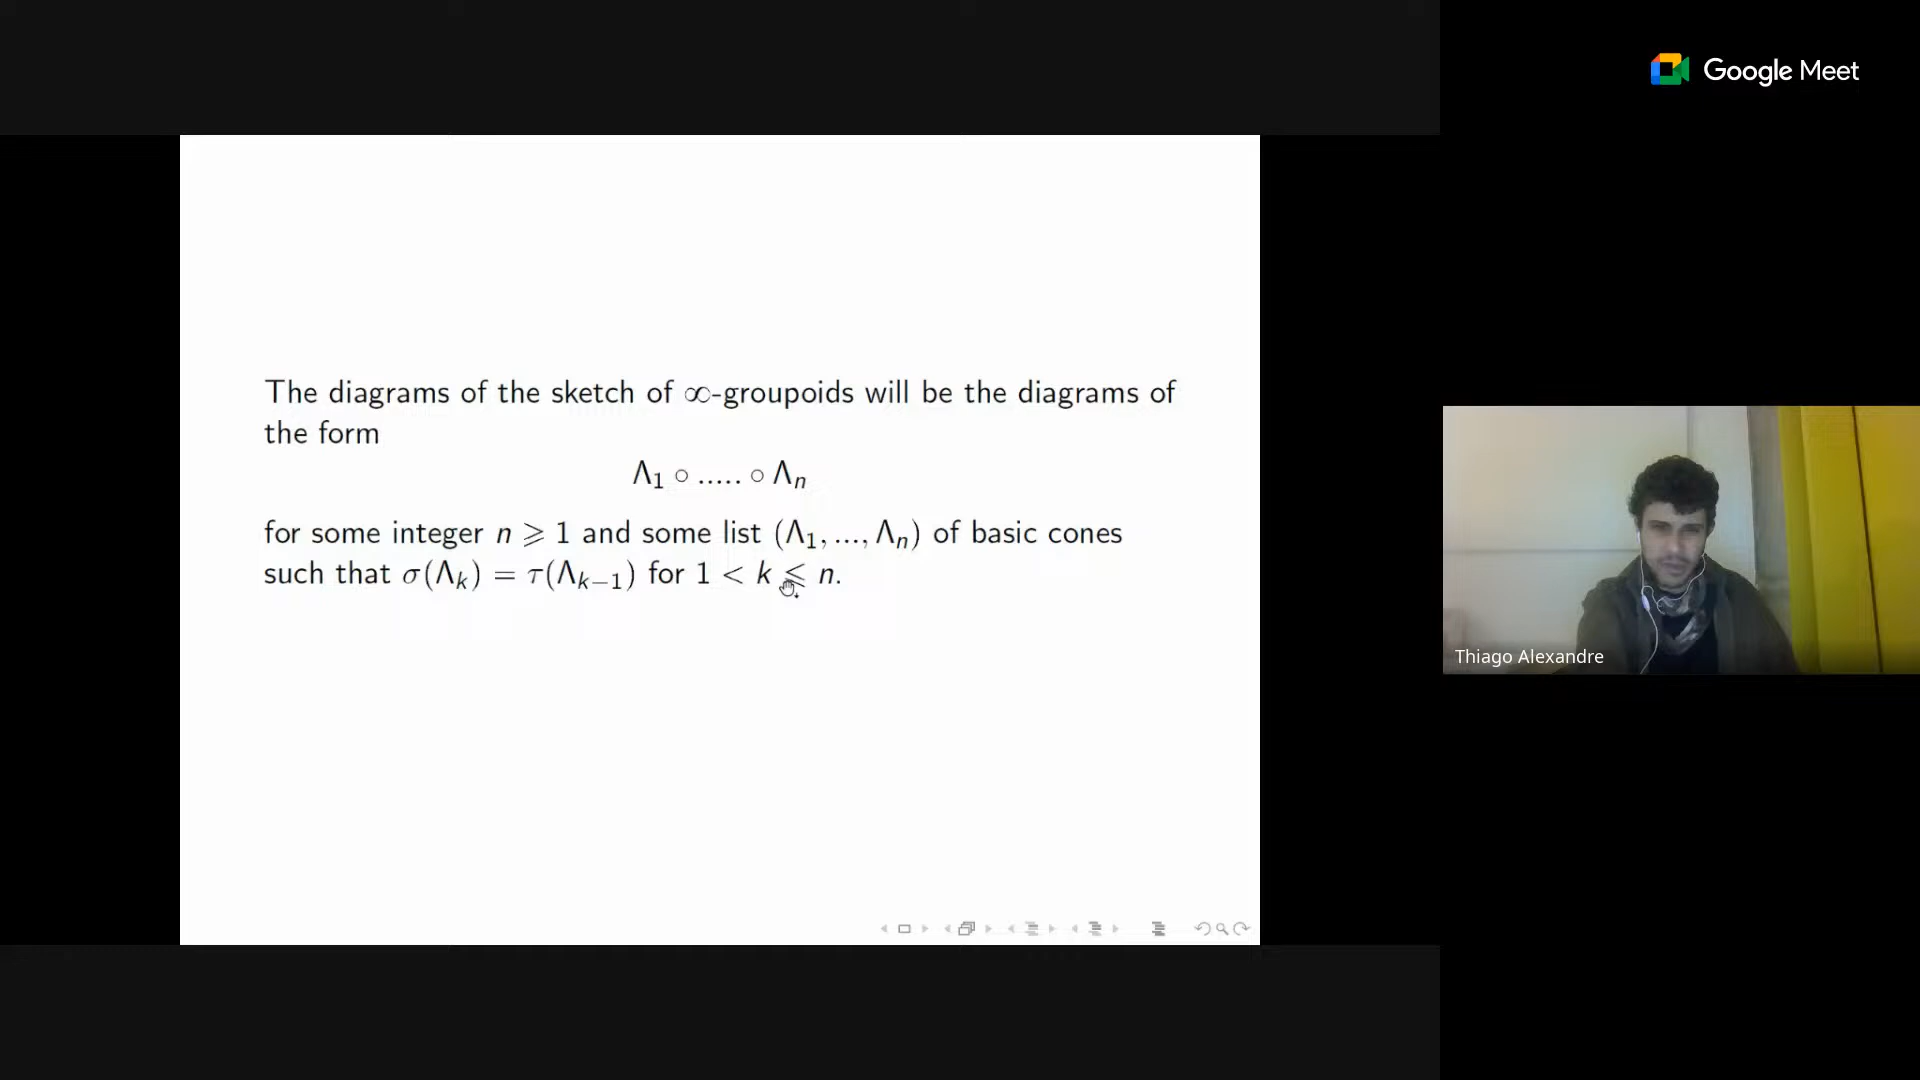 Google Meet
The diagrams of the sketch of ∞-groupoids will be the diagrams of
the form
Λ₁ ∘ ..... ∘ Λₙ
for some integer n ⩾ 1 and some list (Λ₁, ..., Λₙ) of basic cones
such that σ(Λₖ) = τ(Λₖ₋₁) for 1 < k ⩽ n.
Thiago Alexandre